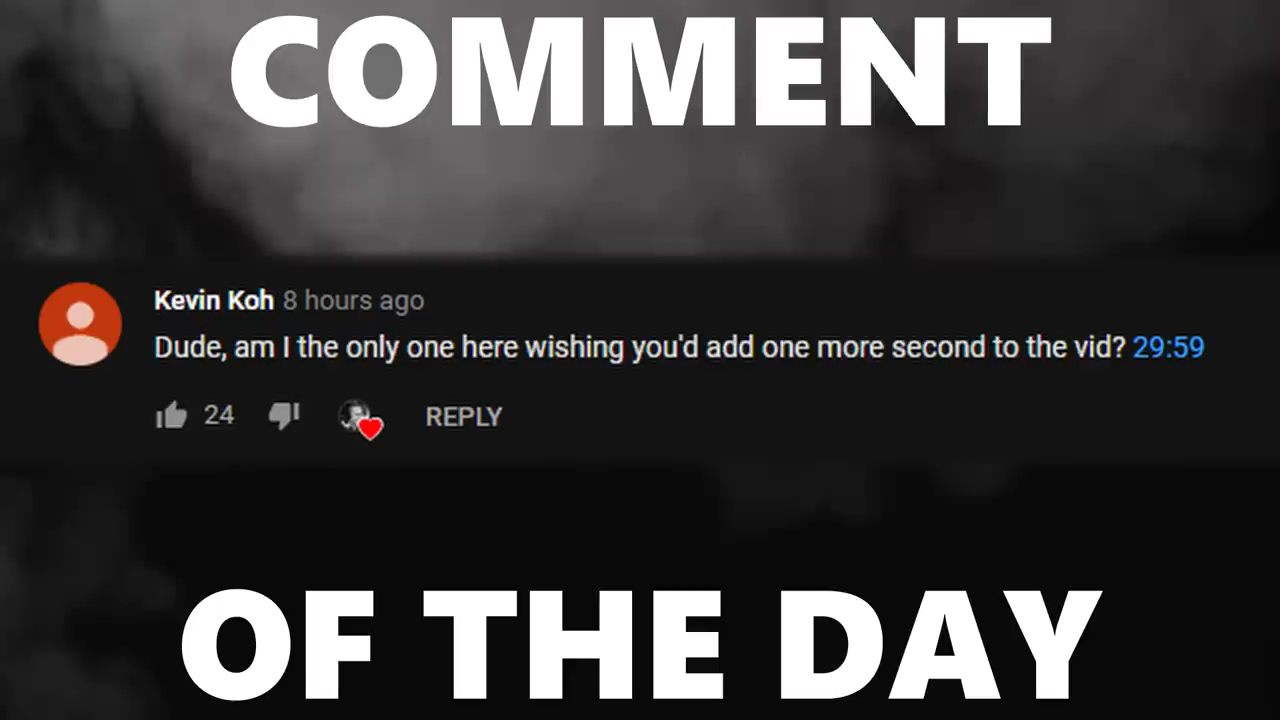 COMMENT
Kevin Koh 8 hours ago
Dude, am I the only one here wishing you'd add one more second to the vid? 29:59
24 REPLY
OF THE DAY